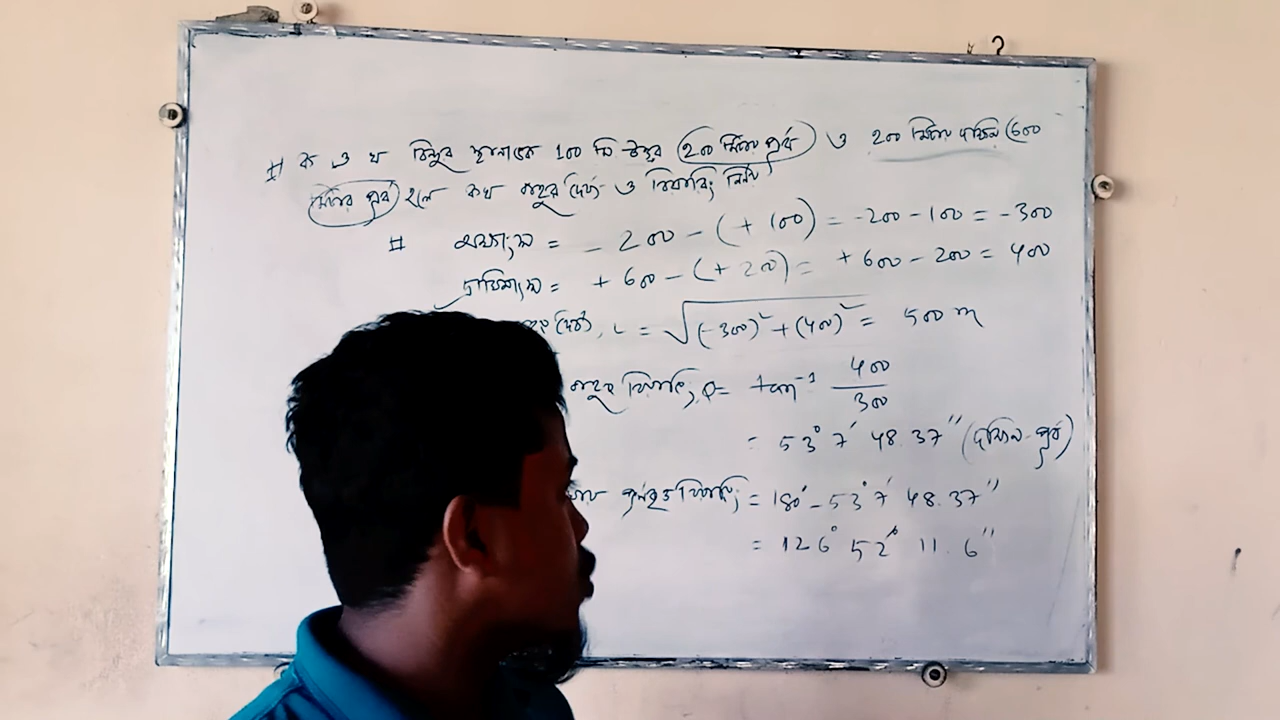 # ক ও খ বিন্দুর স্থানাংক 100 মি উত্তর 200 মিটার পূর্ব ও 200 মিটার দক্ষিন 600
মিটার পূর্ব হলে কখ বাহুর দৈর্ঘ্য ও বিয়ারিং নির্ণয়
# অক্ষাংশ = - 200 - (+ 100) = -200 - 100 = -300
দ্রাঘিমাংশ = + 600 - (+ 200) = + 600 - 200 = 400
দৈর্ঘ্য, L = √(-300)² + (400)² = 500 m
বাহুর বিয়ারিং, θ = tan⁻¹ 400/300
= 53° 7′ 48.37″ (দক্ষিন-পূর্ব)
পূর্ণবৃত্ত বিয়ারিং = 180° - 53° 7′ 48.37″
= 126° 52° 11.6″